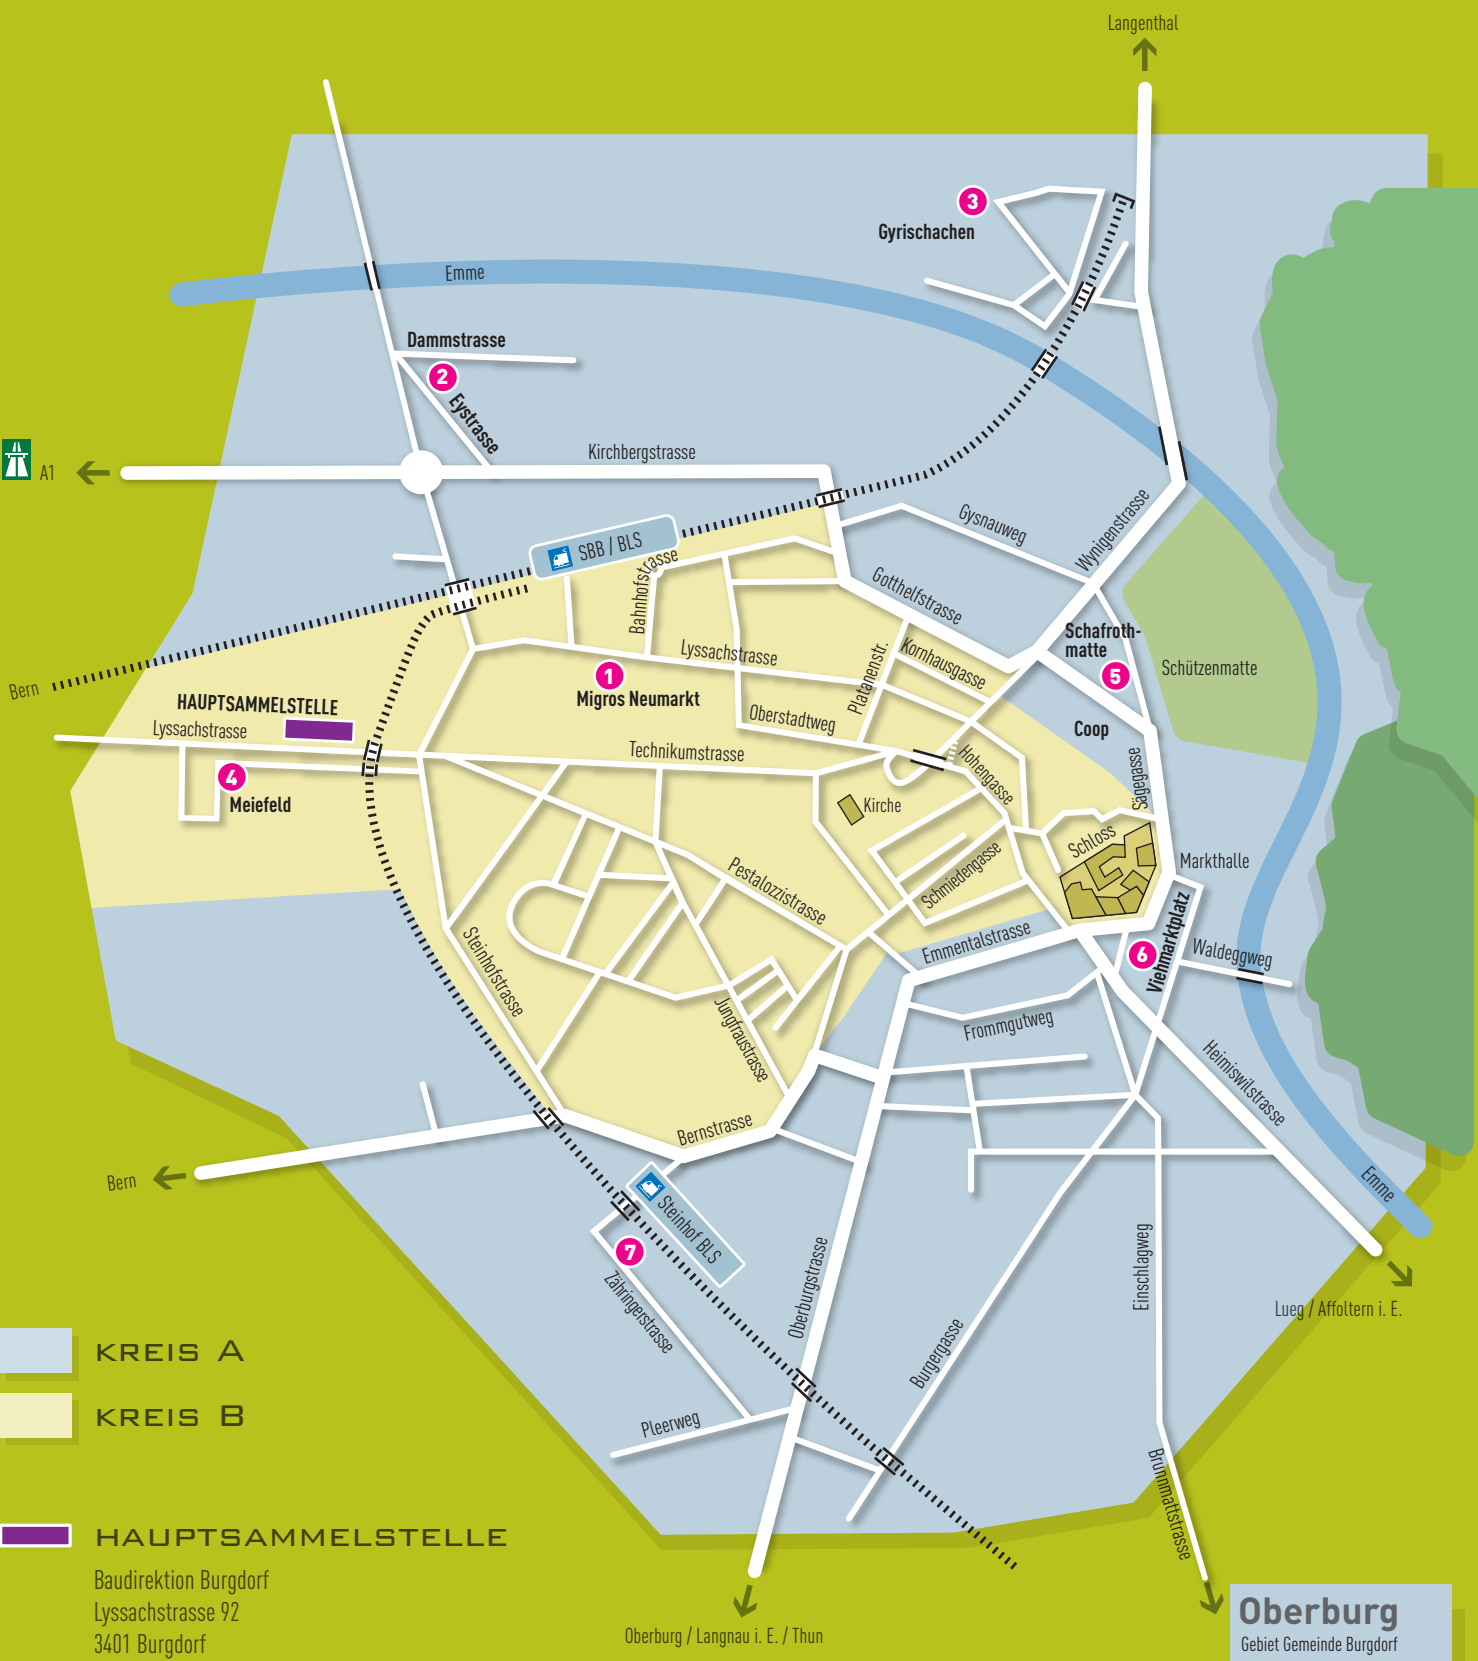 Langenthal
3
Gyrischachen
Emme
Dammstrasse
2
Eystrasse
Kirchbergstrasse
A1
Gysnauweg
Wynigenstrasse
SBB / BLS
Bahnhofstrasse
Gotthelfstrasse
Schafroth-
matte
5
Schützenmatte
Lyssachstrasse
Kornhausgasse
Platanenstr.
1
Migros Neumarkt
Bern
HAUPTSAMMELSTELLE
Lyssachstrasse
Oberstadtweg
Coop
Technikumstrasse
Hohengasse
Sägegasse
4
Meiefeld
Kirche
Schloss
Markthalle
Pestalozzistrasse
Schmiedengasse
Steinhofstrasse
Emmentalstrasse
6
Viehmarktplatz
Waldeggweg
Jungfraustrasse
Frommgutweg
Heimiswilstrasse
Bernstrasse
Bern
Emme
Steinhof BLS
7
Zähringerstrasse
Oberburgstrasse
Einschlagweg
Lueg / Affoltern i. E.
Burgergasse
KREIS A
KREIS B
Pleerweg
Brunnmattstrasse
HAUPTSAMMELSTELLE
Baudirektion Burgdorf
Lyssachstrasse 92
3401 Burgdorf
Oberburg / Langnau i. E. / Thun
Oberburg
Gebiet Gemeinde Burgdorf